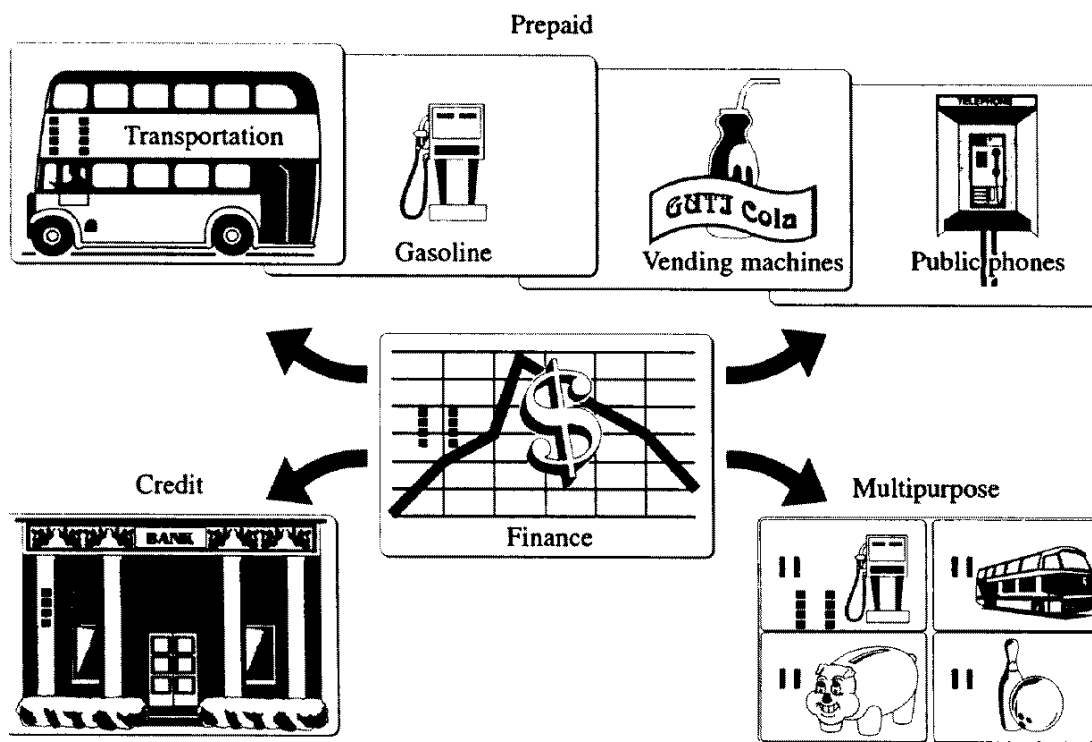 Prepaid
Transportation
Gasoline
GUTI Cola
Vending machines
TELEPHONE
Public phones
Credit
Finance
Multipurpose
BANK